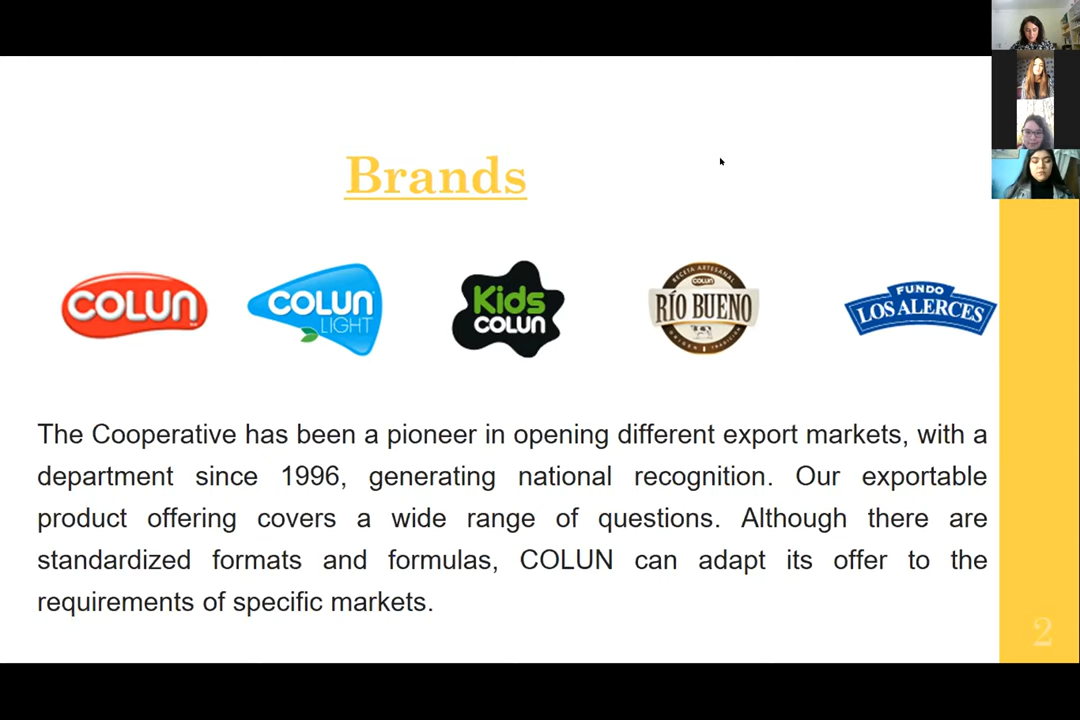 Brands
COLUN
COLUN
LIGHT
Kids
COLUN
RECETA ARTESANAL
COLUN
RÍO BUENO
ORIGEN TRADICIÓN
FUNDO
LOS ALERCES
The Cooperative has been a pioneer in opening different export markets, with a
department since 1996, generating national recognition. Our exportable
product offering covers a wide range of questions. Although there are
standardized formats and formulas, COLUN can adapt its offer to the
requirements of specific markets.
2